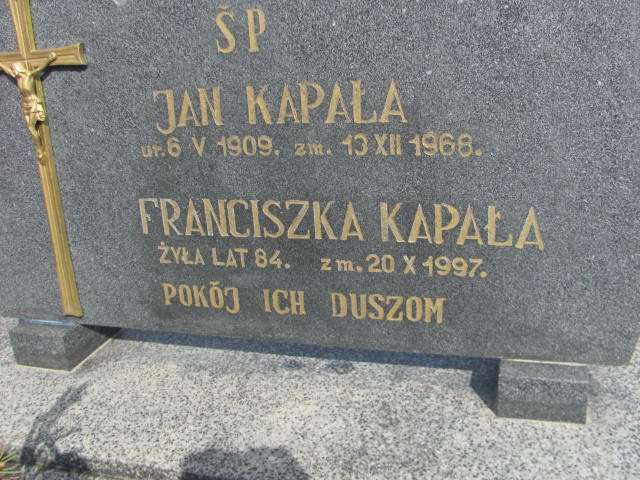 ŚP
JAN KAPAŁA
ur. 6 V 1909. zm. 13 XII 1968.
FRANCISZKA KAPAŁA
ŻYŁA LAT 84. zm. 20 X 1997.
POKÓJ ICH DUSZOM